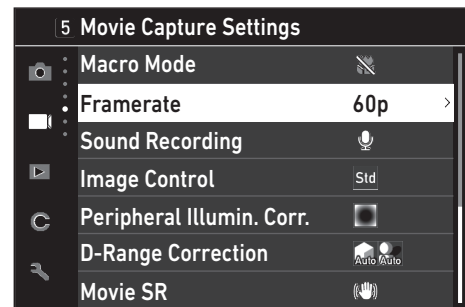 5 Movie Capture Settings
Macro Mode
Framerate 60p
Sound Recording
Image Control Std
Peripheral Illumin. Corr.
D-Range Correction Auto Auto
Movie SR
C